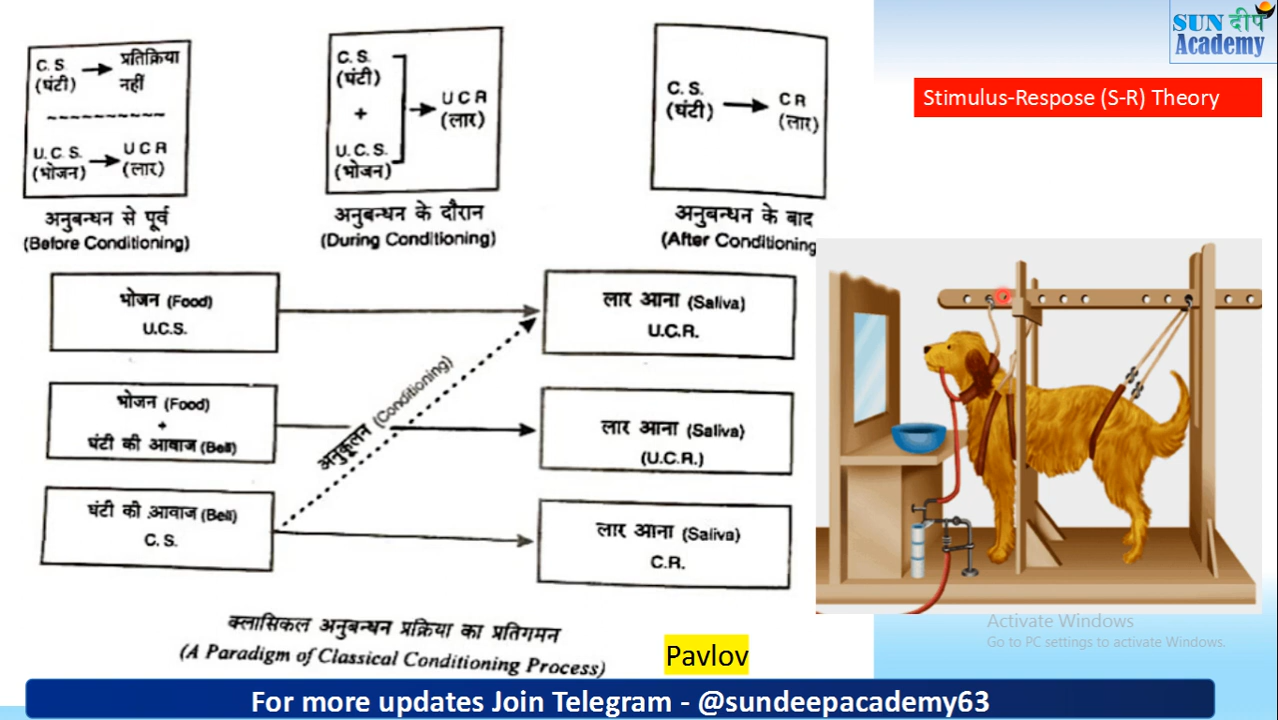 SUN दीप
Academy
Stimulus-Respose (S-R) Theory
C. S. प्रतिक्रिया
(घंटी) नहीं
U. C. S. U C R
(भोजन) (लार)
अनुबन्धन से पूर्व
(Before Conditioning)
C. S.
(घंटी)
+
U. C. S.
(भोजन)
U C R
(लार)
अनुबन्धन के दौरान
(During Conditioning)
C. S. C R
(घंटी) (लार)
अनुबन्धन के बाद
(After Conditioning
भोजन (Food)
U.C.S.
लार आना (Saliva)
U.C.R.
भोजन (Food)
+
घंटी की आवाज (Bell)
अनुकूलन (Conditioning)
लार आना (Saliva)
(U.C.R.)
घंटी की आवाज (Bell)
C. S.
लार आना (Saliva)
C.R.
क्लासिकल अनुबन्धन प्रक्रिया का प्रतिगमन
(A Paradigm of Classical Conditioning Process)
Pavlov
Activate Windows
Go to PC settings to activate Windows.
For more updates Join Telegram - @sundeepacademy63